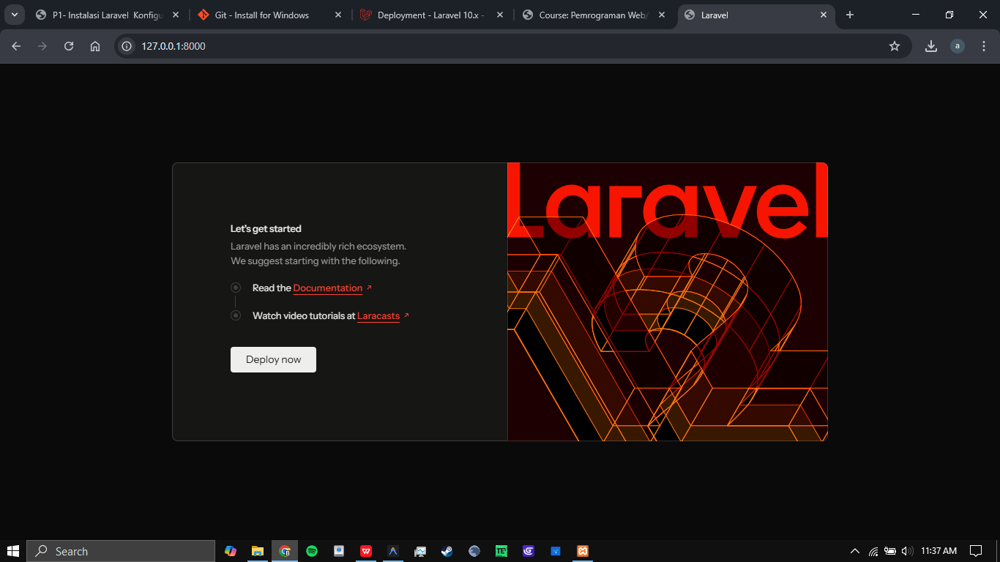 P1- Instalasi Laravel Konfigu
Git - Install for Windows
Deployment - Laravel 10.x -
Course: Pemrograman Web/
Laravel
127.0.0.1:8000
a
Laravel
Let's get started
Laravel has an incredibly rich ecosystem.
We suggest starting with the following.
Read the Documentation
Watch video tutorials at Laracasts
Deploy now
Search
11:37 AM